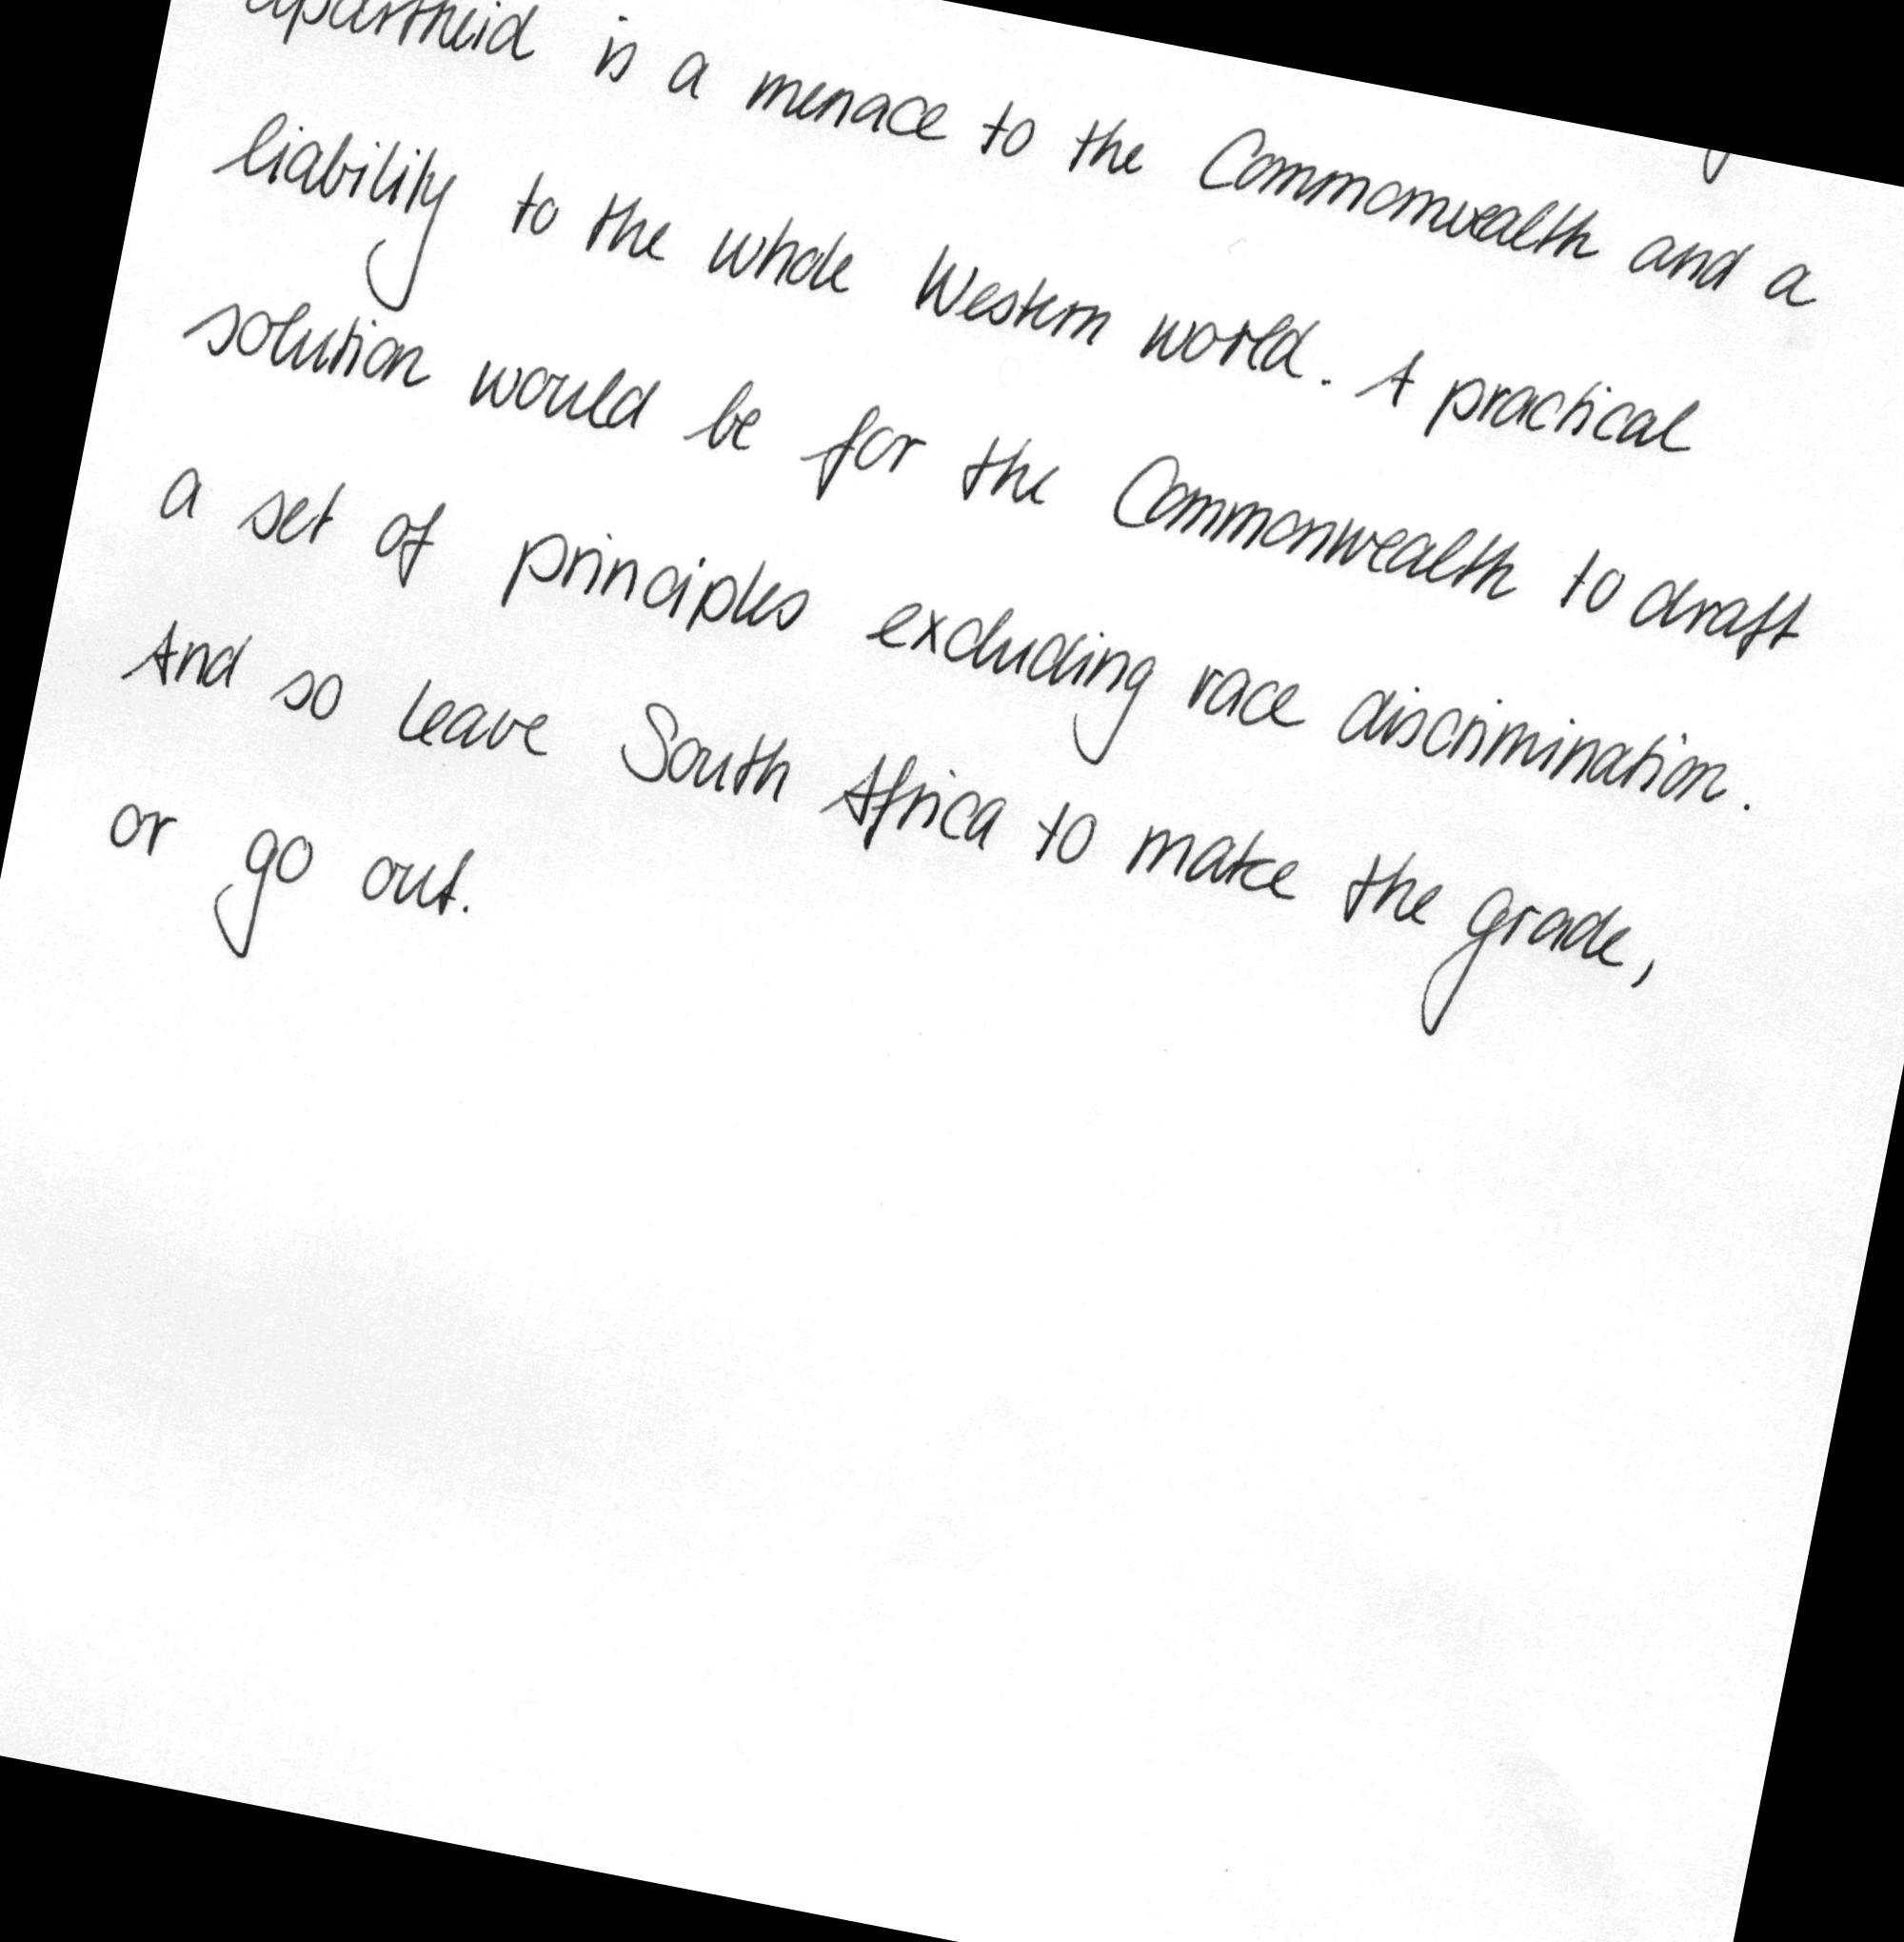 apartheid is a menace to the Commonwealth and a
liability to the whole Western world. A practical
solution would be for the Commonwealth to draft
a set of principles excluding race discrimination.
And so leave South Africa to make the grade,
or go out.